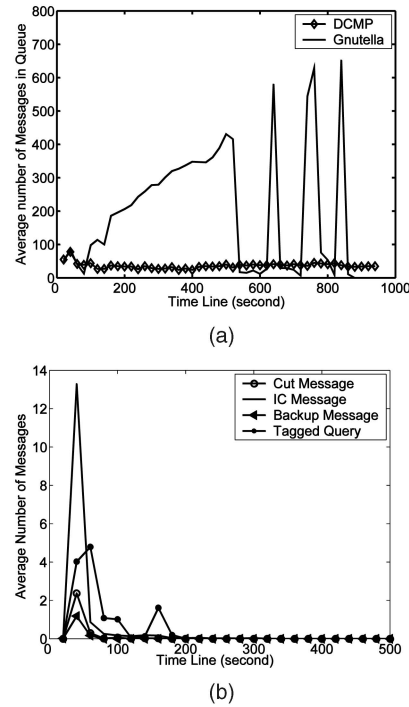 800
700
600
500
400
300
200
100
0
200
400
600
800
1000
Average number of Messages in Queue
Time Line (second)
DCMP
Gnutella
(a)
14
12
10
8
6
4
2
0
0
100
200
300
400
500
Average Number of Messages
Time Line (second)
Cut Message
IC Message
Backup Message
Tagged Query
(b)